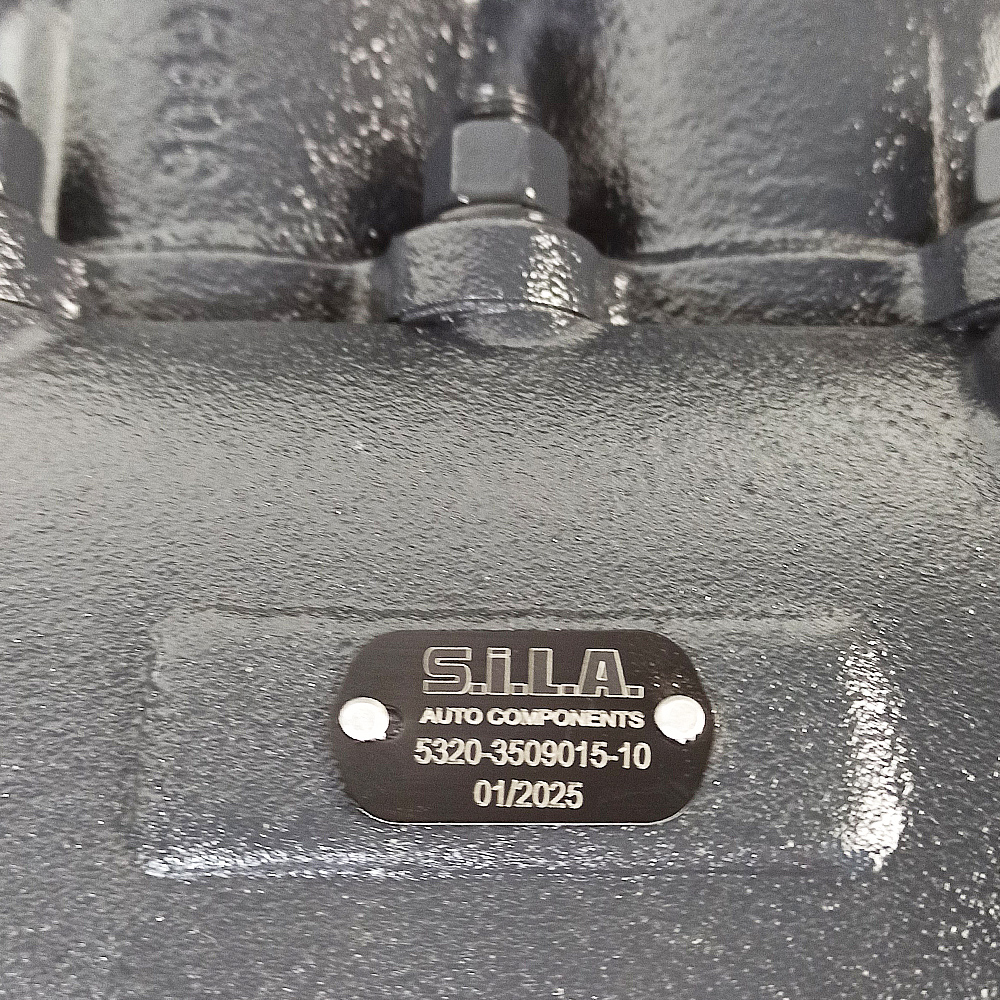 S.i.L.A.
AUTO COMPONENTS
5320-3509015-10
01/2025